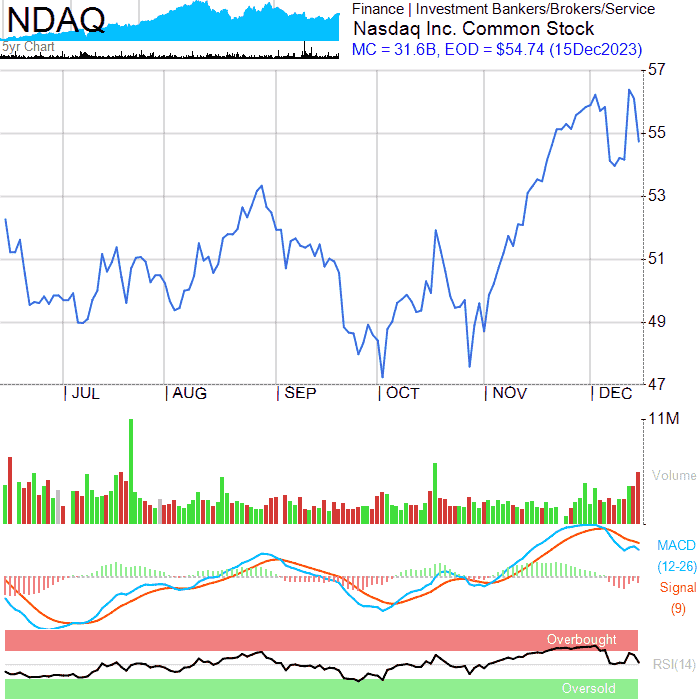 NDAQ
5yr Chart
Finance | Investment Bankers/Brokers/Service
Nasdaq Inc. Common Stock
MC = 31.6B, EOD = $54.74 (15Dec2023)
57
55
53
51
49
47
JUL
AUG
SEP
OCT
NOV
DEC
11M
Volume
MACD
(12-26)
Signal
(9)
Overbought
RSI(14)
Oversold